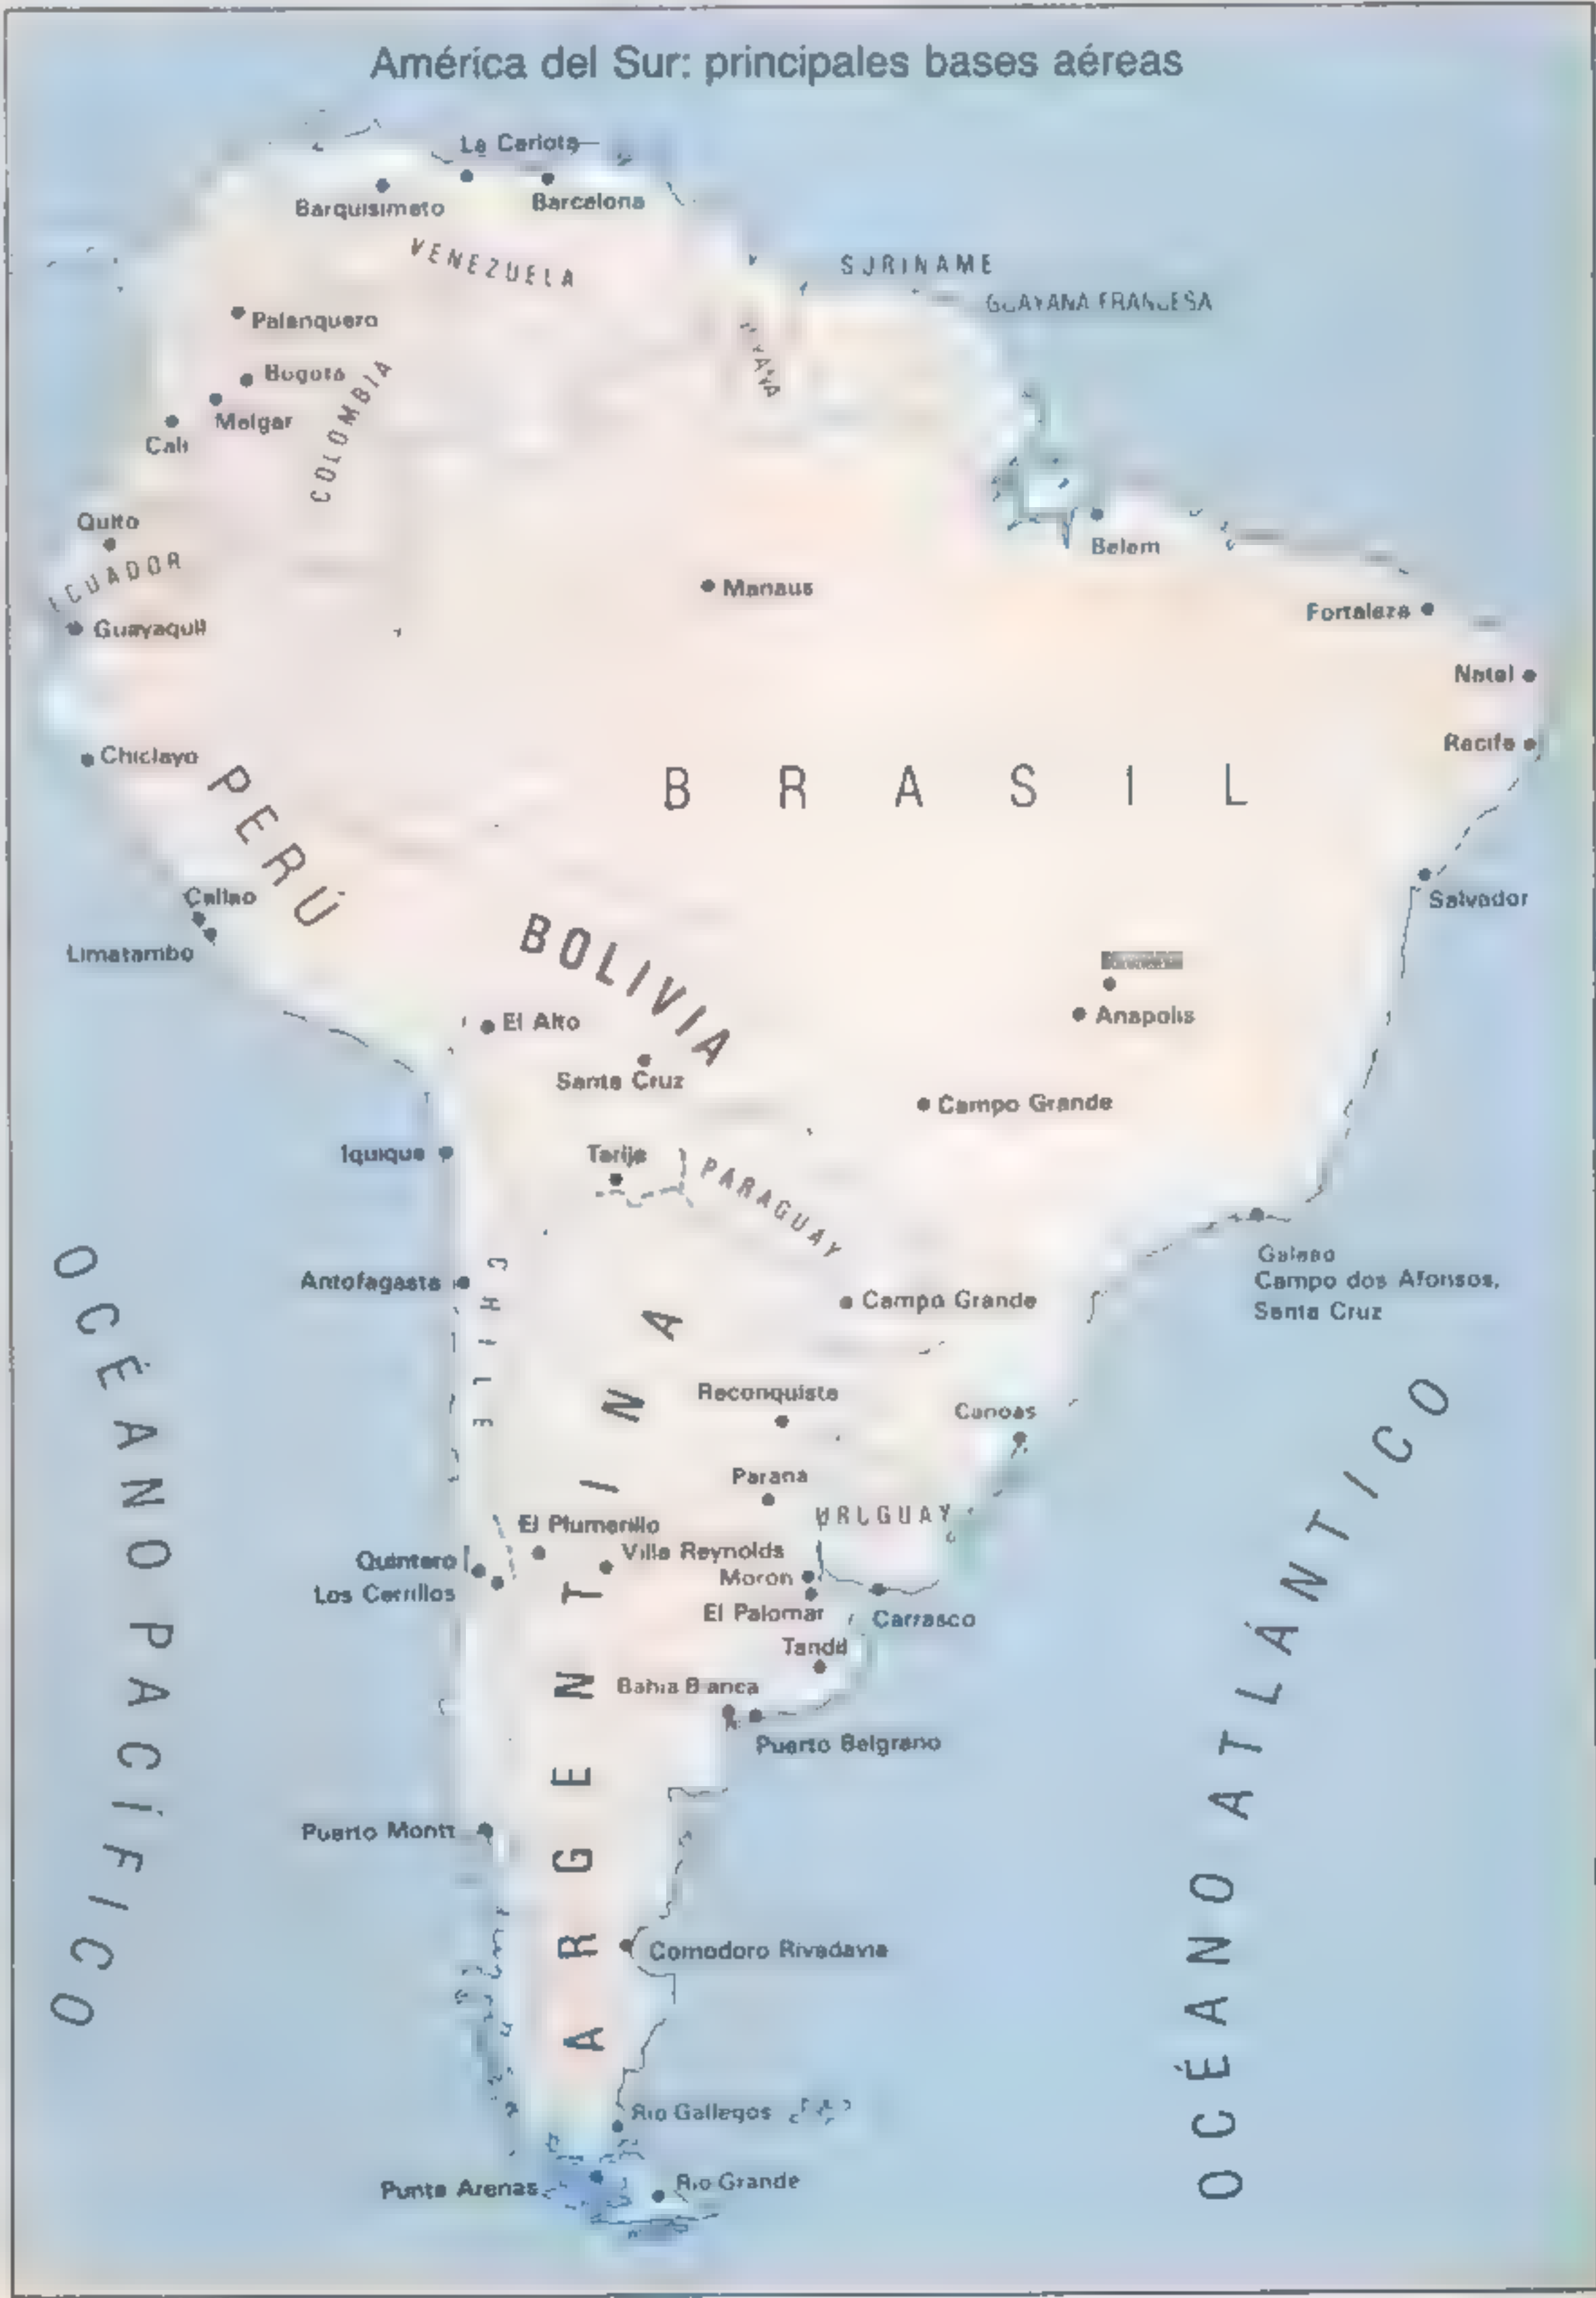 América del Sur: principales bases aéreas
La Carlota
Barquisimeto
Barcelona
VENEZUELA
SURINAME
GUAYANA FRANCESA
Palanquero
Bogotá
Melgar
Cali
COLOMBIA
Quito
ECUADOR
Guayaquil
Manaus
Belem
Fortaleza
Natal
Recife
Chiclayo
PERÚ
BRASIL
Callao
Limatambo
BOLIVIA
Salvador
Anapolis
El Alto
Santa Cruz
Campo Grande
Iquique
Tarija
PARAGUAY
Galeao
Campo dos Afonsos,
Santa Cruz
Antofagasta
CHILE
Campo Grande
Reconquista
Canoas
Parana
URUGUAY
El Plumerillo
Villa Reynolds
Quintero
Los Cerrillos
Moron
El Palomar
Carrasco
Tandil
Bahia Blanca
Puerto Belgrano
ARGENTINA
Puerto Montt
Comodoro Rivadavia
Rio Gallegos
Punta Arenas
Rio Grande
OCÉANO PACÍFICO
OCÉANO ATLÁNTICO